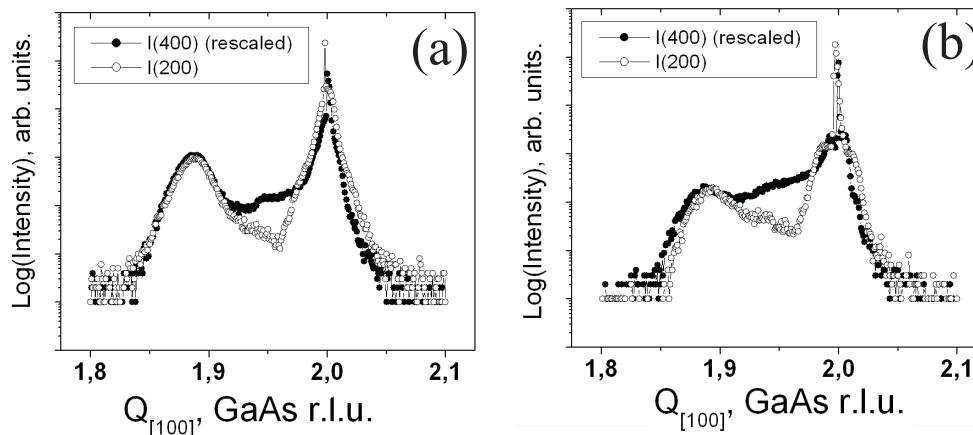 (a)
I(400) (rescaled)
I(200)
Log(Intensity), arb. units.
1,8 1,9 2,0 2,1
Q[100], GaAs r.l.u.
(b)
I(400) (rescaled)
I(200)
Log(Intensity), arb. units.
1,8 1,9 2,0 2,1
Q[100], GaAs r.l.u.